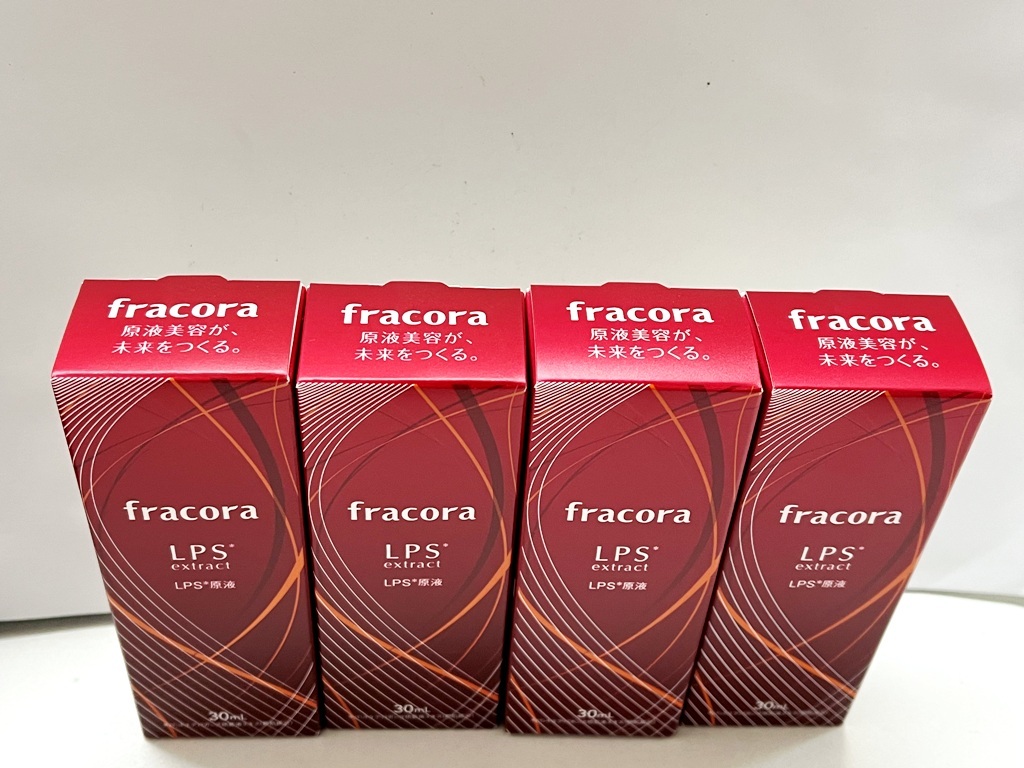 fracora
原液美容が、
未来をつくる。
fracora
LPS*
extract
LPS*原液
30mL
fracora
原液美容が、
未来をつくる。
fracora
LPS*
extract
LPS*原液
30mL
fracora
原液美容が、
未来をつくる。
fracora
LPS*
extract
LPS*原液
30mL
fracora
原液美容が、
未来をつくる。
fracora
LPS*
extract
LPS*原液
30mL